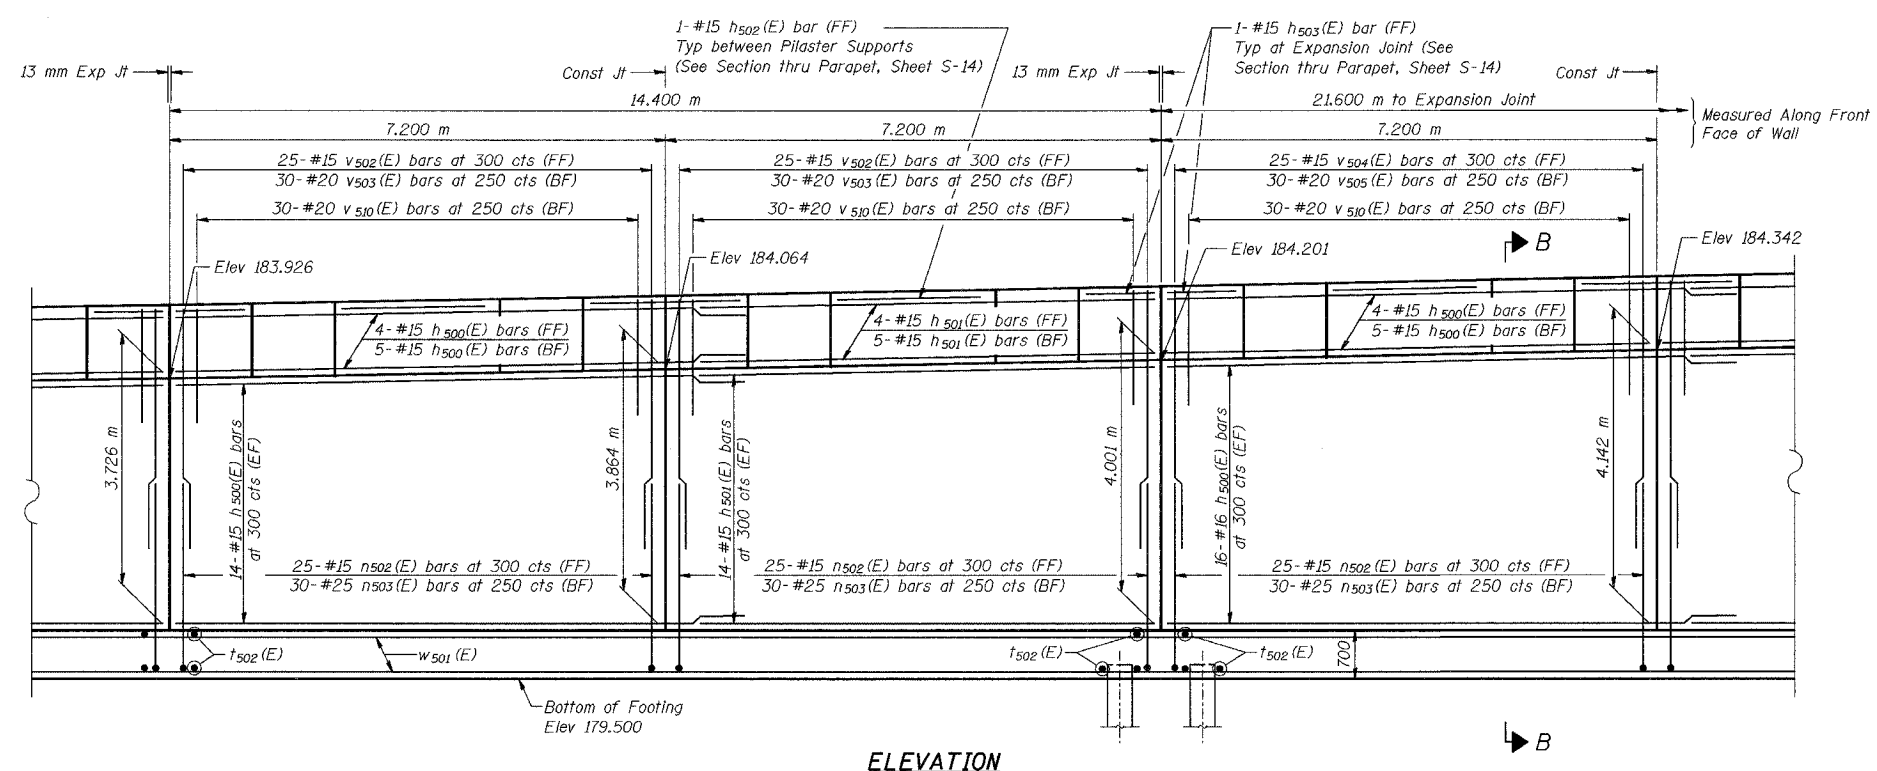 1-#15 h502(E) bar (FF)
Typ between Pilaster Supports
(See Section thru Parapet, Sheet S-14)
1-#15 h503(E) bar (FF)
Typ at Expansion Joint (See
Section thru Parapet, Sheet S-14)
13 mm Exp Jt
Const Jt
13 mm Exp Jt
Const Jt
14.400 m
21.600 m to Expansion Joint
Measured Along Front
Face of Wall
7.200 m
7.200 m
7.200 m
25-#15 v502(E) bars at 300 cts (FF)
30-#20 v503(E) bars at 250 cts (BF)
25-#15 v502(E) bars at 300 cts (FF)
30-#20 v503(E) bars at 250 cts (BF)
25-#15 v504(E) bars at 300 cts (FF)
30-#20 v505(E) bars at 250 cts (BF)
30-#20 v510(E) bars at 250 cts (BF)
30-#20 v510(E) bars at 250 cts (BF)
30-#20 v510(E) bars at 250 cts (BF)
B
Elev 183.926
Elev 184.064
Elev 184.201
Elev 184.342
4-#15 h500(E) bars (FF)
5-#15 h500(E) bars (BF)
4-#15 h501(E) bars (FF)
5-#15 h501(E) bars (BF)
4-#15 h500(E) bars (FF)
5-#15 h500(E) bars (BF)
3.726 m
14-#15 h500(E) bars
at 300 cts (EF)
3.864 m
14-#15 h501(E) bars
at 300 cts (EF)
4.001 m
16-#16 h500(E) bars
at 300 cts (EF)
4.142 m
25-#15 n502(E) bars at 300 cts (FF)
30-#25 n503(E) bars at 250 cts (BF)
25-#15 n502(E) bars at 300 cts (FF)
30-#25 n503(E) bars at 250 cts (BF)
25-#15 n502(E) bars at 300 cts (FF)
30-#25 n503(E) bars at 250 cts (BF)
t502(E)
w501(E)
t502(E)
t502(E)
700
Bottom of Footing
Elev 179.500
B
ELEVATION